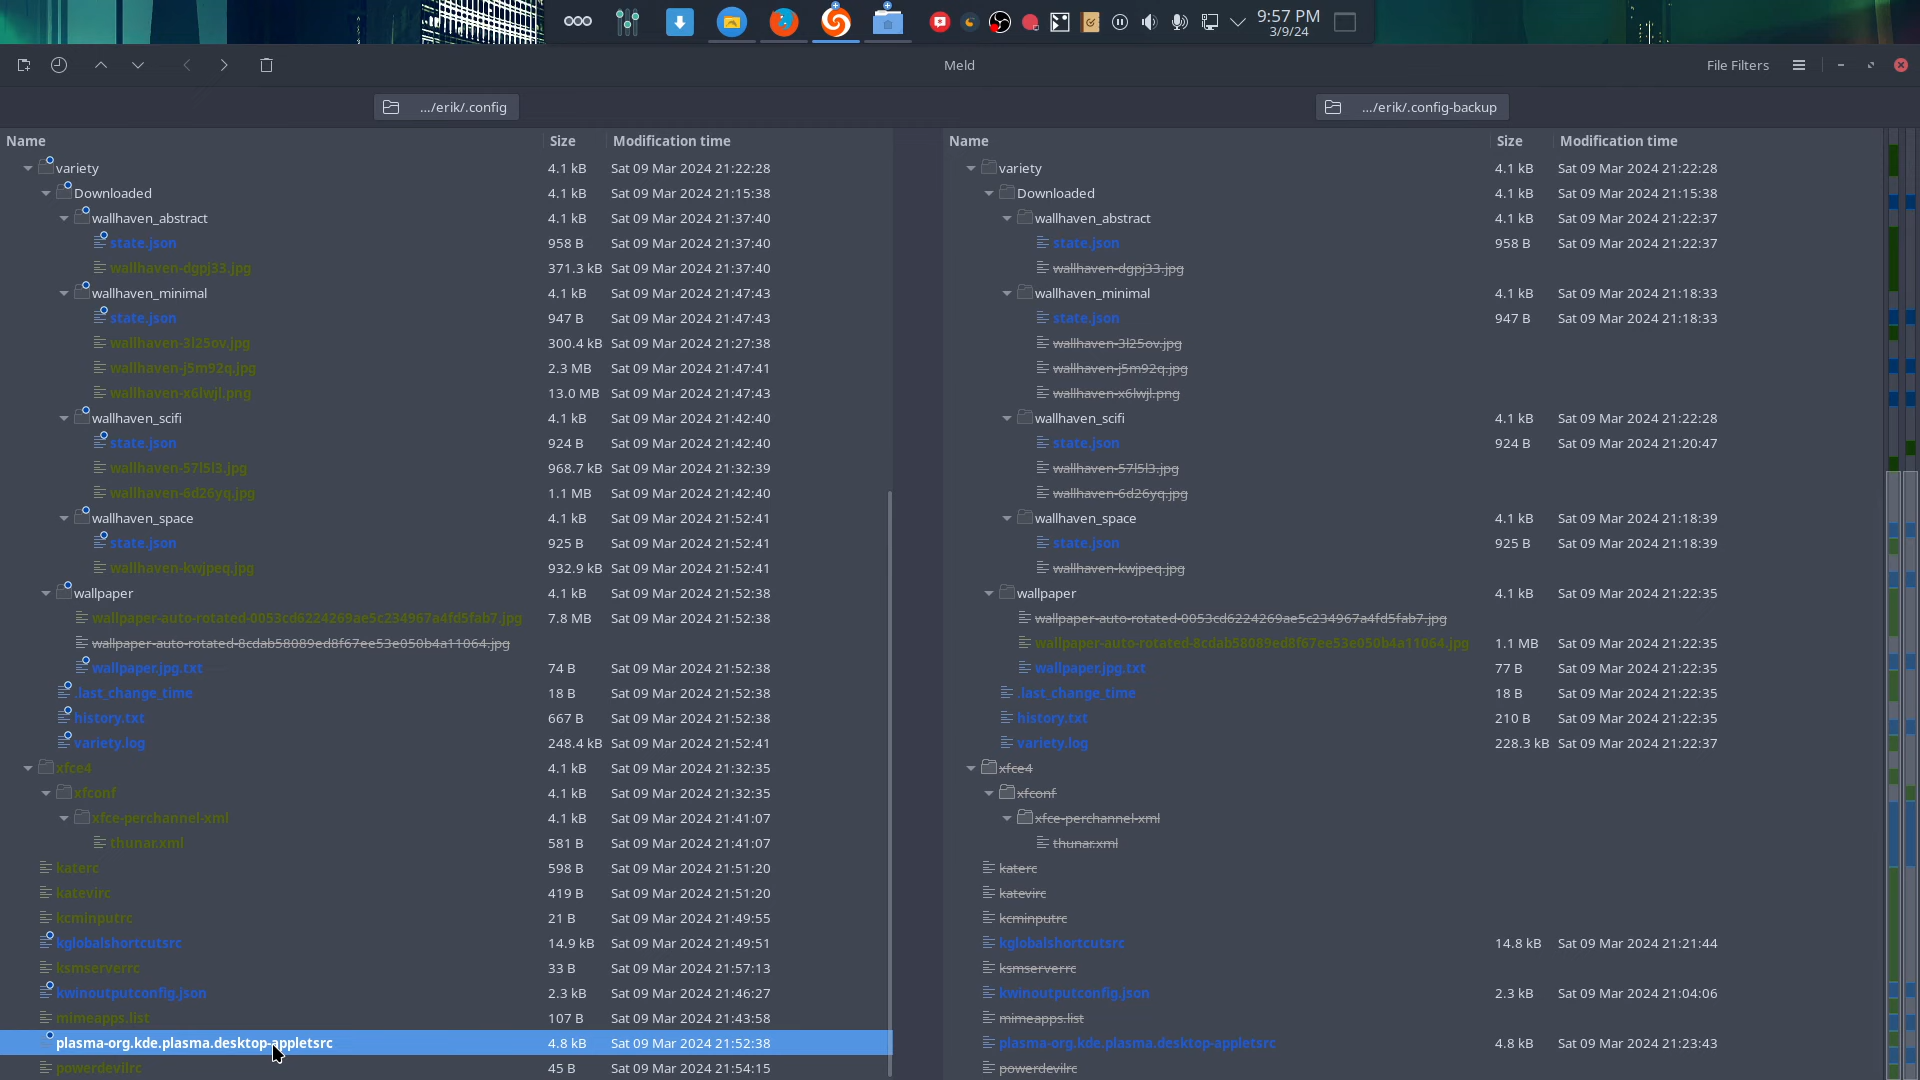 9:57 PM
3/9/24
Meld
File Filters
.../erik/.config
.../erik/.config-backup
Name Size Modification time
variety 4.1 kB Sat 09 Mar 2024 21:22:28
Downloaded 4.1 kB Sat 09 Mar 2024 21:15:38
wallhaven_abstract 4.1 kB Sat 09 Mar 2024 21:37:40
state.json 958 B Sat 09 Mar 2024 21:37:40
wallhaven-dgpj33.jpg 371.3 kB Sat 09 Mar 2024 21:37:40
wallhaven_minimal 4.1 kB Sat 09 Mar 2024 21:47:43
state.json 947 B Sat 09 Mar 2024 21:47:43
wallhaven-3l25ov.jpg 300.4 kB Sat 09 Mar 2024 21:27:38
wallhaven-j5m92q.jpg 2.3 MB Sat 09 Mar 2024 21:47:41
wallhaven-x6lwjl.png 13.0 MB Sat 09 Mar 2024 21:47:43
wallhaven_scifi 4.1 kB Sat 09 Mar 2024 21:42:40
state.json 924 B Sat 09 Mar 2024 21:42:40
wallhaven-57l5l3.jpg 968.7 kB Sat 09 Mar 2024 21:32:39
wallhaven-6d26yq.jpg 1.1 MB Sat 09 Mar 2024 21:42:40
wallhaven_space 4.1 kB Sat 09 Mar 2024 21:52:41
state.json 925 B Sat 09 Mar 2024 21:52:41
wallhaven-kwjpeq.jpg 932.9 kB Sat 09 Mar 2024 21:52:41
wallpaper 4.1 kB Sat 09 Mar 2024 21:52:38
wallpaper-auto-rotated-0053cd6224269ae5c234967a4fd5fab7.jpg 7.8 MB Sat 09 Mar 2024 21:52:38
wallpaper-auto-rotated-8cdab58089ed8f67ee53e050b4a11064.jpg
wallpaper.jpg.txt 74 B Sat 09 Mar 2024 21:52:38
.last_change_time 18 B Sat 09 Mar 2024 21:52:38
history.txt 667 B Sat 09 Mar 2024 21:52:38
variety.log 248.4 kB Sat 09 Mar 2024 21:52:41
xfce4 4.1 kB Sat 09 Mar 2024 21:32:35
xfconf 4.1 kB Sat 09 Mar 2024 21:32:35
xfce-perchannel-xml 4.1 kB Sat 09 Mar 2024 21:41:07
thunar.xml 581 B Sat 09 Mar 2024 21:41:07
katerc 598 B Sat 09 Mar 2024 21:51:20
katevirc 419 B Sat 09 Mar 2024 21:51:20
kcminputrc 21 B Sat 09 Mar 2024 21:49:55
kglobalshortcutsrc 14.9 kB Sat 09 Mar 2024 21:49:51
ksmserverrc 33 B Sat 09 Mar 2024 21:57:13
kwinoutputconfig.json 2.3 kB Sat 09 Mar 2024 21:46:27
mimeapps.list 107 B Sat 09 Mar 2024 21:43:58
plasma-org.kde.plasma.desktop-appletsrc 4.8 kB Sat 09 Mar 2024 21:52:38
powerdevilrc 45 B Sat 09 Mar 2024 21:54:15
Name Size Modification time
variety 4.1 kB Sat 09 Mar 2024 21:22:28
Downloaded 4.1 kB Sat 09 Mar 2024 21:15:38
wallhaven_abstract 4.1 kB Sat 09 Mar 2024 21:22:37
state.json 958 B Sat 09 Mar 2024 21:22:37
wallhaven-dgpj33.jpg
wallhaven_minimal 4.1 kB Sat 09 Mar 2024 21:18:33
state.json 947 B Sat 09 Mar 2024 21:18:33
wallhaven-3l25ov.jpg
wallhaven-j5m92q.jpg
wallhaven-x6lwjl.png
wallhaven_scifi 4.1 kB Sat 09 Mar 2024 21:22:28
state.json 924 B Sat 09 Mar 2024 21:20:47
wallhaven-57l5l3.jpg
wallhaven-6d26yq.jpg
wallhaven_space 4.1 kB Sat 09 Mar 2024 21:18:39
state.json 925 B Sat 09 Mar 2024 21:18:39
wallhaven-kwjpeq.jpg
wallpaper 4.1 kB Sat 09 Mar 2024 21:22:35
wallpaper-auto-rotated-0053cd6224269ae5c234967a4fd5fab7.jpg
wallpaper-auto-rotated-8cdab58089ed8f67ee53e050b4a11064.jpg 1.1 MB Sat 09 Mar 2024 21:22:35
wallpaper.jpg.txt 77 B Sat 09 Mar 2024 21:22:35
.last_change_time 18 B Sat 09 Mar 2024 21:22:35
history.txt 210 B Sat 09 Mar 2024 21:22:35
variety.log 228.3 kB Sat 09 Mar 2024 21:22:37
xfce4
xfconf
xfce-perchannel-xml
thunar.xml
katerc
katevirc
kcminputrc
kglobalshortcutsrc 14.8 kB Sat 09 Mar 2024 21:21:44
ksmserverrc
kwinoutputconfig.json 2.3 kB Sat 09 Mar 2024 21:04:06
mimeapps.list
plasma-org.kde.plasma.desktop-appletsrc 4.8 kB Sat 09 Mar 2024 21:23:43
powerdevilrc